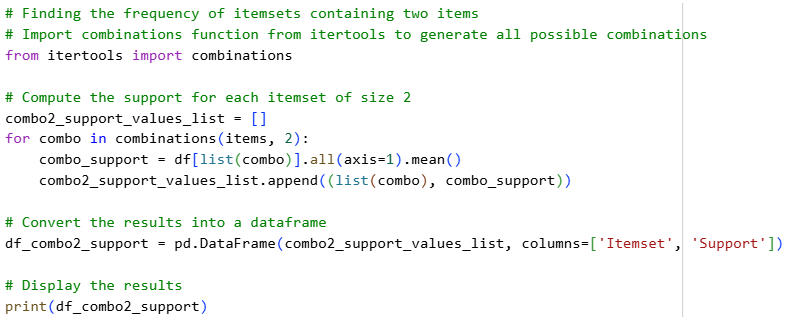 # Finding the frequency of itemsets containing two items
# Import combinations function from itertools to generate all possible combinations
from itertools import combinations

# Compute the support for each itemset of size 2
combo2_support_values_list = []
for combo in combinations(items, 2):
    combo_support = df[list(combo)].all(axis=1).mean()
    combo2_support_values_list.append((list(combo), combo_support))

# Convert the results into a dataframe
df_combo2_support = pd.DataFrame(combo2_support_values_list, columns=['Itemset', 'Support'])

# Display the results
print(df_combo2_support)